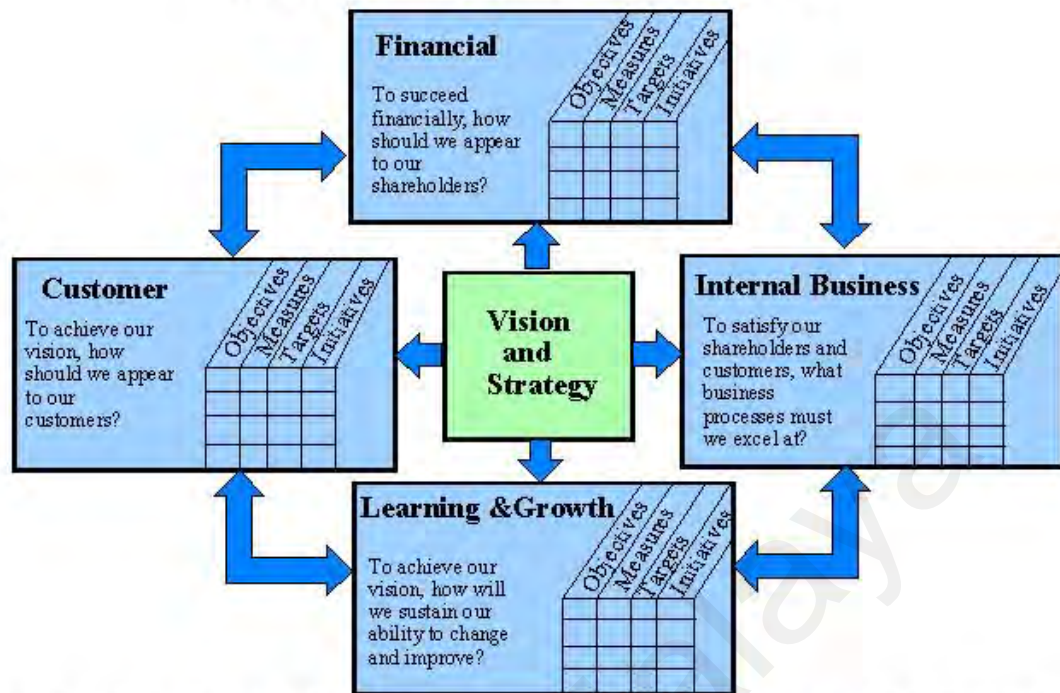 Financial
To succeed
financially, how
should we appear
to our
shareholders?
Objectives
Measures
Targets
Initiatives
Customer
To achieve our
vision, how
should we appear
to our
customers?
Objectives
Measures
Targets
Initiatives
Vision
and
Strategy
Internal Business
To satisfy our
shareholders and
customers, what
business
processes must
we excel at?
Objectives
Measures
Targets
Initiatives
Learning &Growth
To achieve our
vision, how will
we sustain our
ability to change
and improve?
Objectives
Measures
Targets
Initiatives
laya